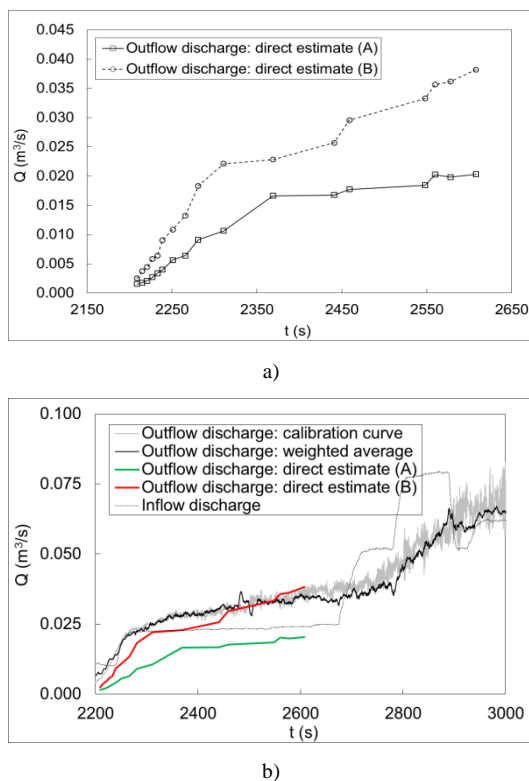 Outflow discharge: direct estimate (A)
Outflow discharge: direct estimate (B)
Q (m³/s)
0.045
0.040
0.035
0.030
0.025
0.020
0.015
0.010
0.005
0.000
2150 2250 2350 2450 2550 2650
t (s)
a)
Outflow discharge: calibration curve
Outflow discharge: weighted average
Outflow discharge: direct estimate (A)
Outflow discharge: direct estimate (B)
Inflow discharge
Q (m³/s)
0.100
0.075
0.050
0.025
0.000
2200 2400 2600 2800 3000
t (s)
b)